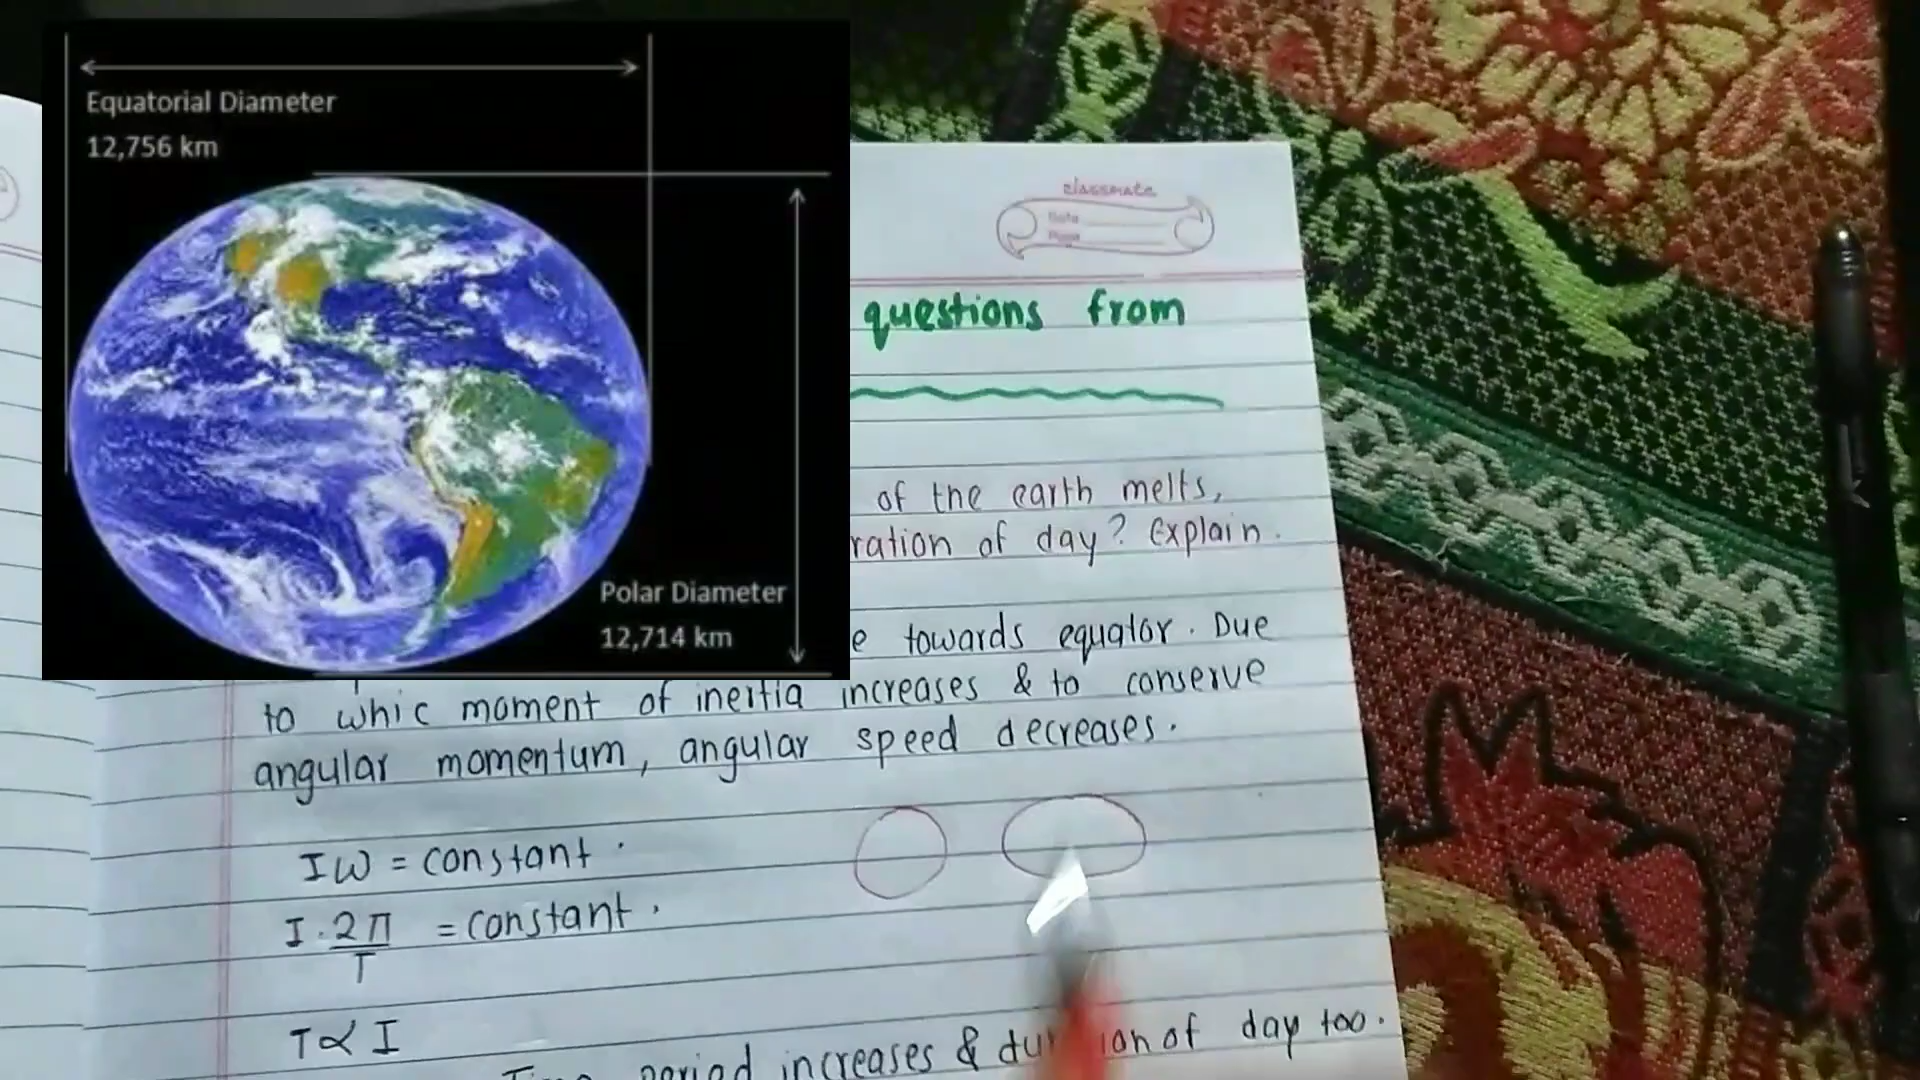 Equatorial Diameter
12,756 km
Polar Diameter
12,714 km
classmate
Date
Page
questions from
of the earth melts,
ration of day? Explain.
e towards equator. Due
to whic moment of inertia increases & to conserve
angular momentum, angular speed decreases.
Iω = constant.
I · 2π / T = constant.
T ∝ I
period increases & of day too.